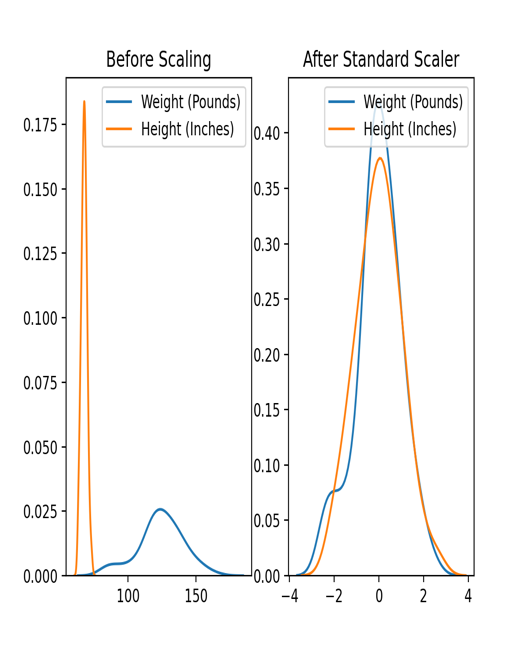 Before Scaling
After Standard Scaler
Weight (Pounds)
Height (Inches)
Weight (Pounds)
Height (Inches)
0.175
0.150
0.125
0.100
0.075
0.050
0.025
0.000
100 150
0.40
0.35
0.30
0.25
0.20
0.15
0.10
0.05
0.00
−4 −2 0 2 4